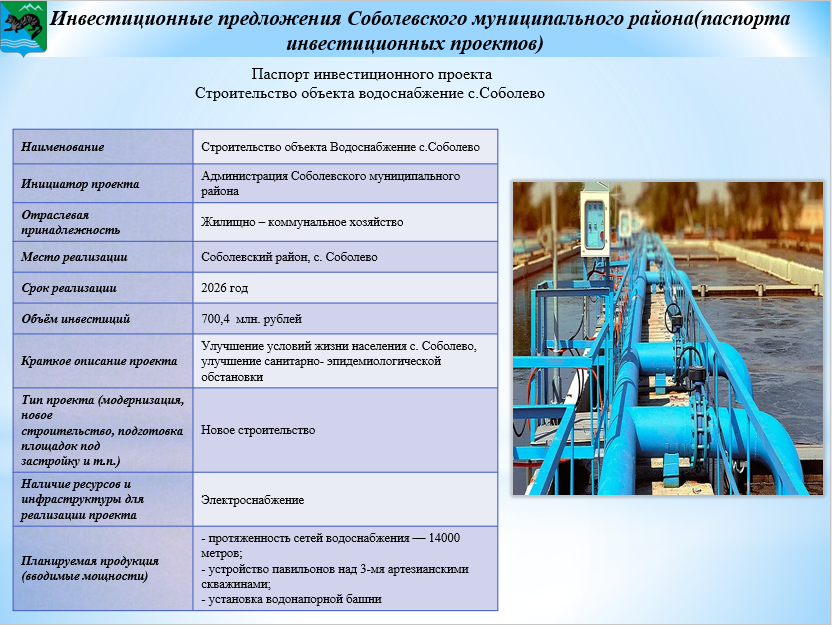 Инвестиционные предложения Соболевского муниципального района(паспорта
инвестиционных проектов)
Паспорт инвестиционного проекта
Строительство объекта водоснабжение с.Соболево
Наименование
Строительство объекта Водоснабжение с.Соболево
Инициатор проекта
Администрация Соболевского муниципального
района
Отраслевая
принадлежность
Жилищно – коммунальное хозяйство
Место реализации
Соболевский район, с. Соболево
Срок реализации
2026 год
Объём инвестиций
700,4 млн. рублей
Краткое описание проекта
Улучшение условий жизни населения с. Соболево,
улучшение санитарно- эпидемиологической
обстановки
Тип проекта (модернизация,
новое
строительство, подготовка
площадок под
застройку и т.п.)
Новое строительство
Наличие ресурсов и
инфраструктуры для
реализации проекта
Электроснабжение
Планируемая продукция
(вводимые мощности)
- протяженность сетей водоснабжения — 14000
метров;
- устройство павильонов над 3-мя артезианскими
скважинами;
- установка водонапорной башни